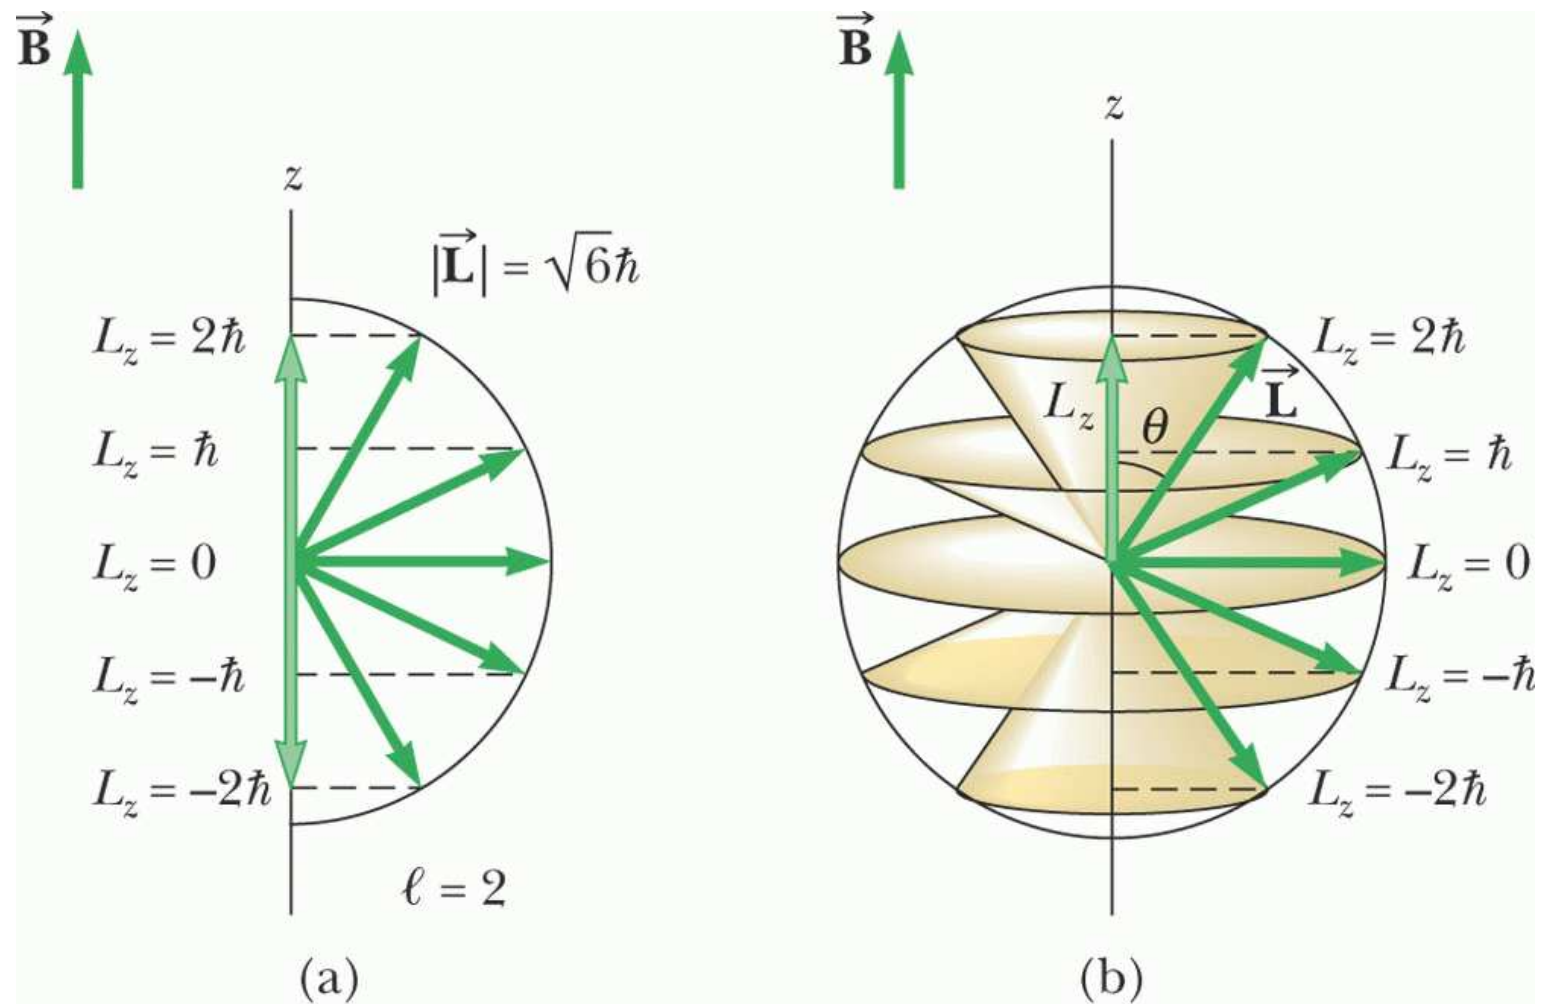 B⃗
z
|L⃗| = √6ℏ
L_z = 2ℏ
L_z = ℏ
L_z = 0
L_z = −ℏ
L_z = −2ℏ
ℓ = 2
(a)
B⃗
z
L_z = 2ℏ
L_z
θ
L⃗
L_z = ℏ
L_z = 0
L_z = −ℏ
L_z = −2ℏ
(b)